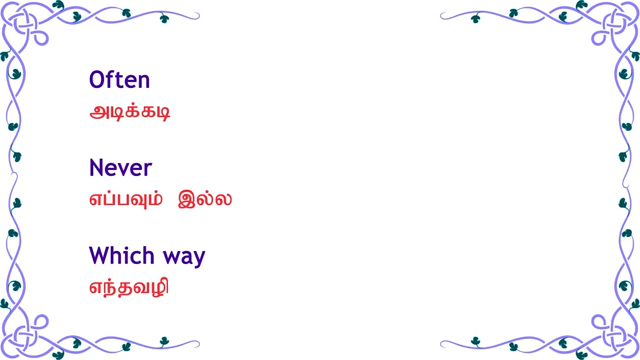 Often
அடிக்கடி
Never
எப்பவும் இல்ல
Which way
எந்தவழி